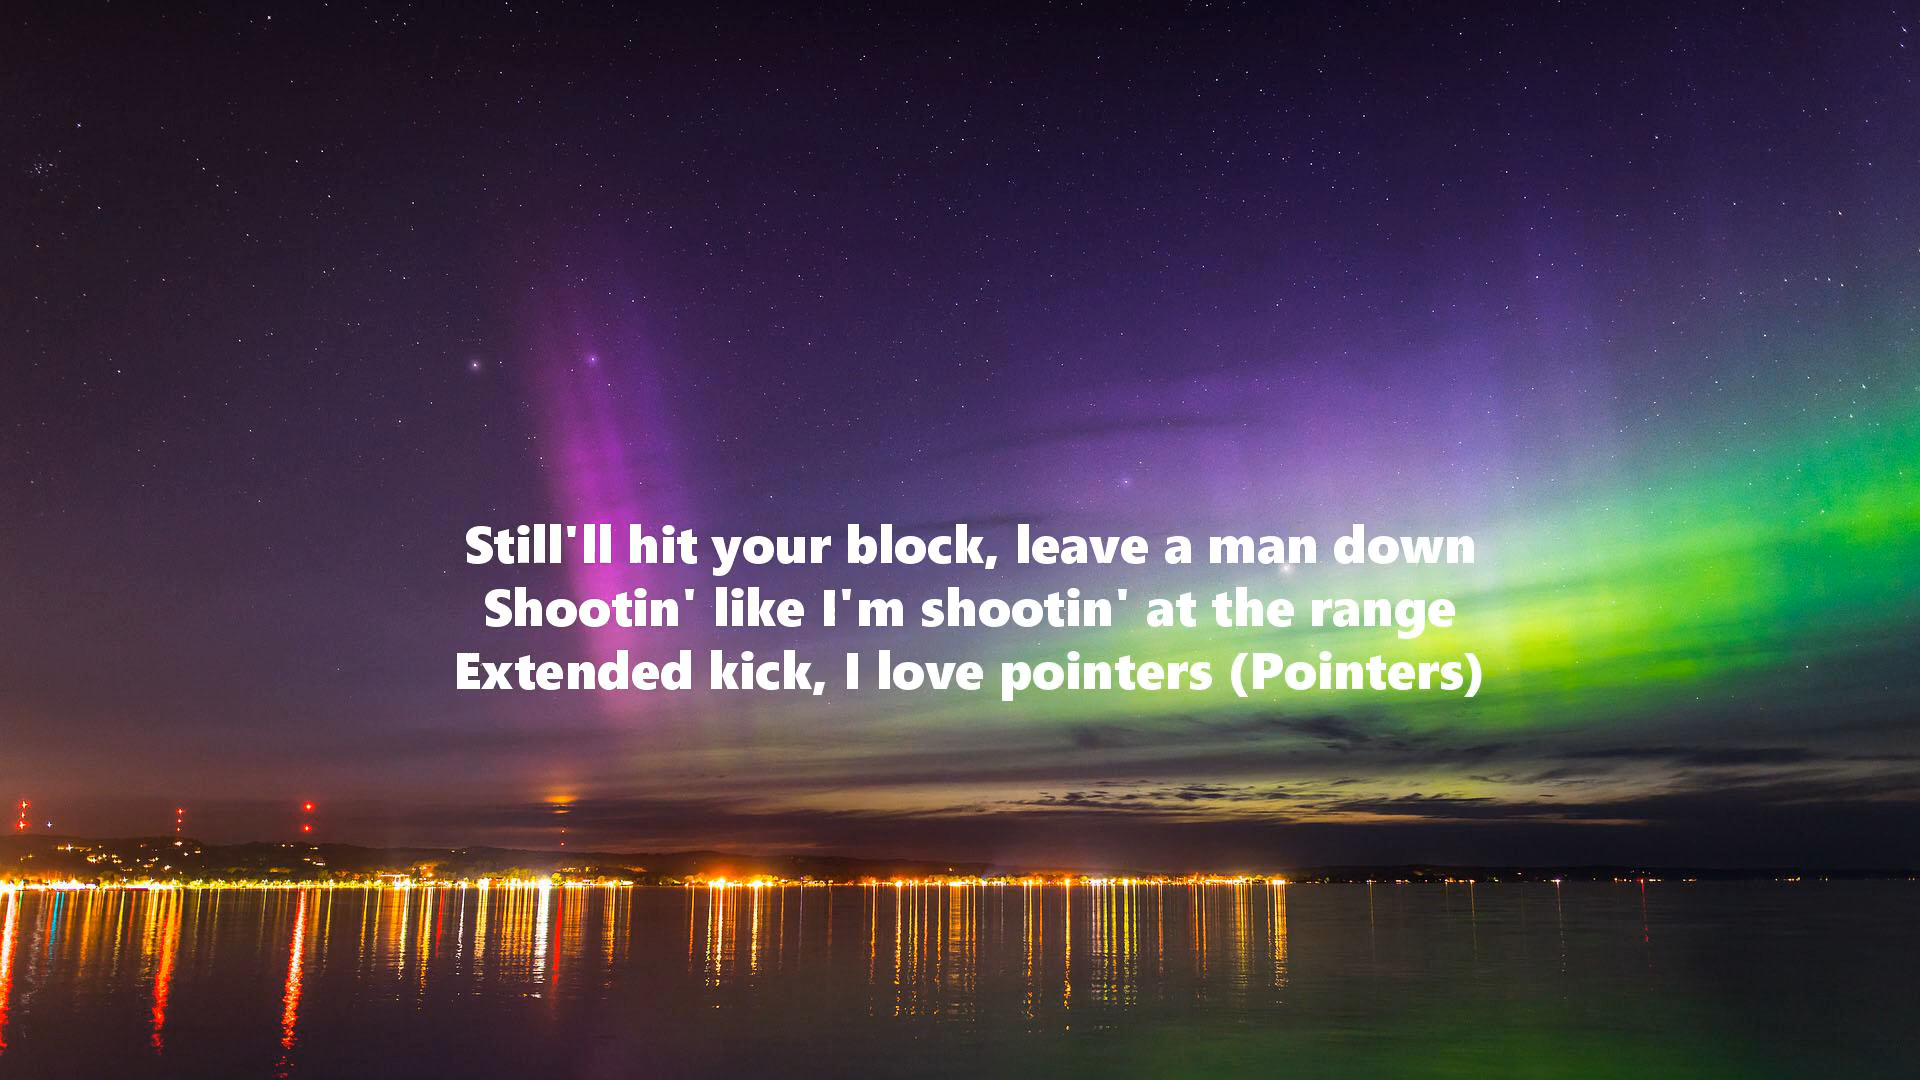 Still'll hit your block, leave a man down
Shootin' like I'm shootin' at the range
Extended kick, I love pointers (Pointers)